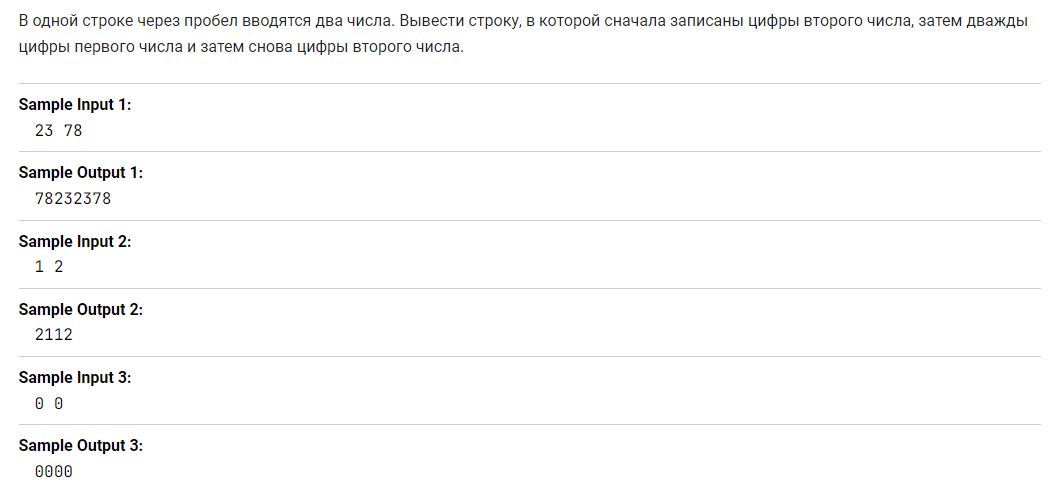 В одной строке через пробел вводятся два числа. Вывести строку, в которой сначала записаны цифры второго числа, затем дважды
цифры первого числа и затем снова цифры второго числа.
Sample Input 1:
23 78
Sample Output 1:
78232378
Sample Input 2:
1 2
Sample Output 2:
2112
Sample Input 3:
0 0
Sample Output 3:
0000